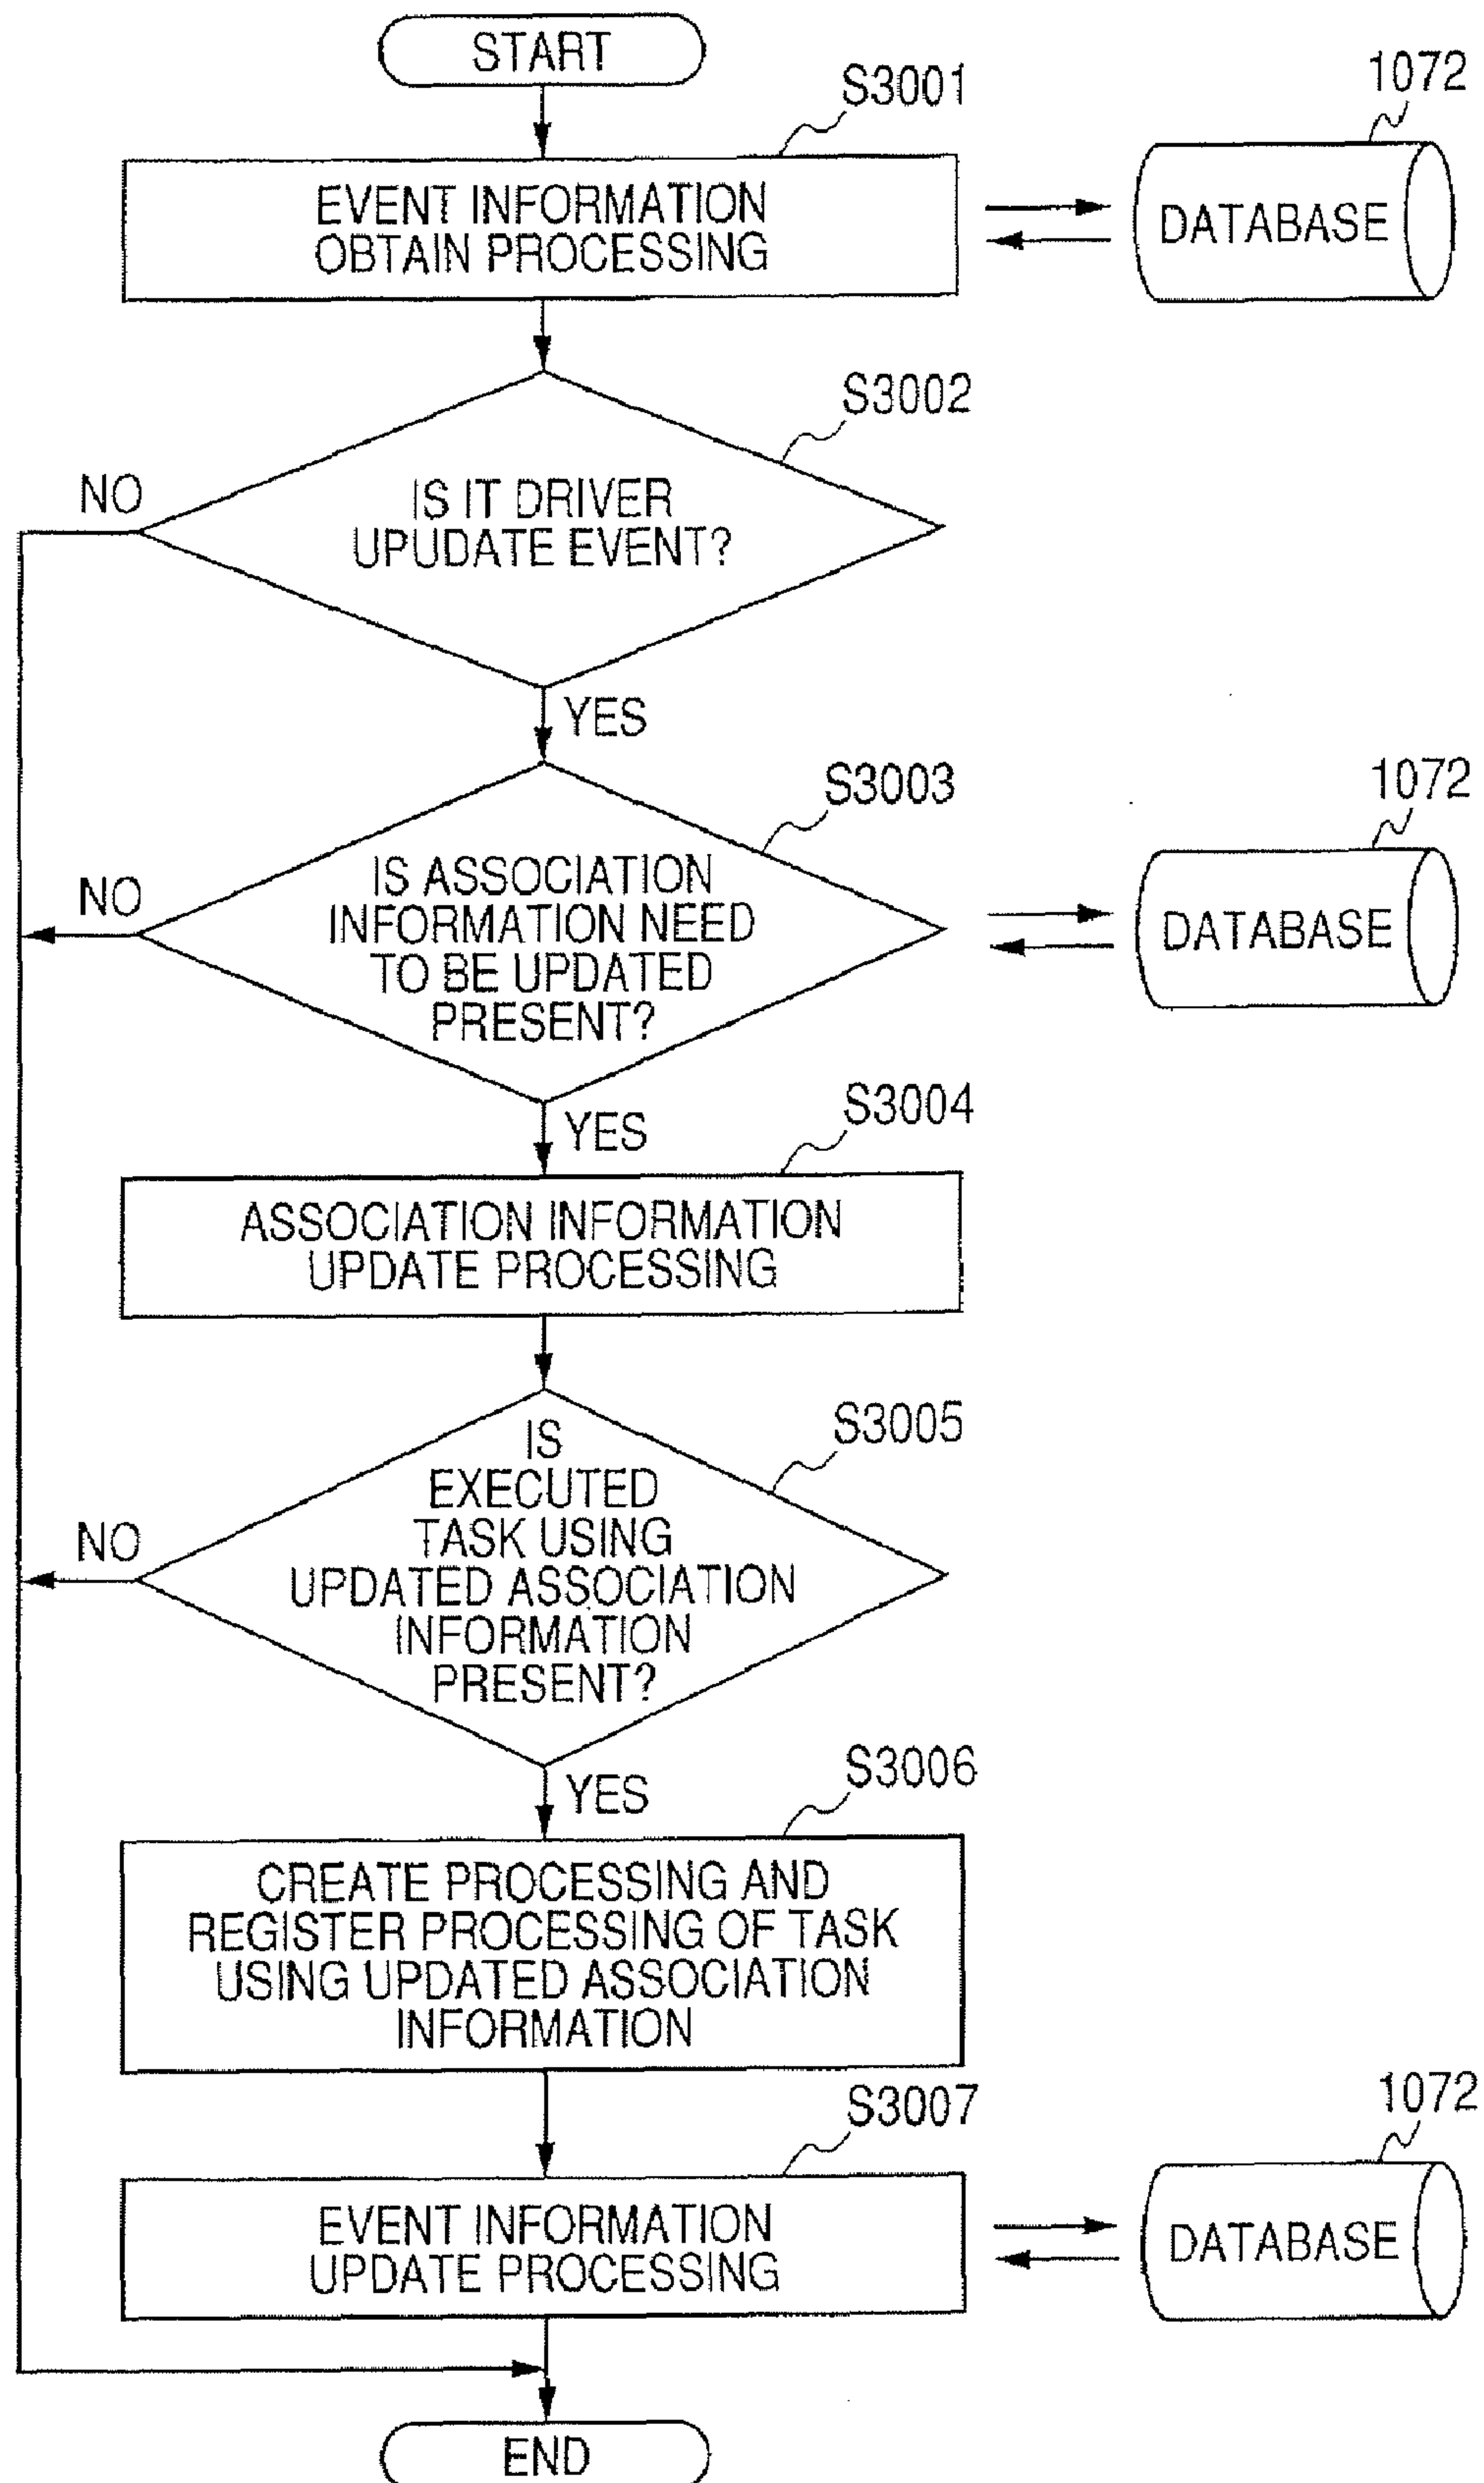 START
S3001
1072
EVENT INFORMATION
OBTAIN PROCESSING
DATABASE
S3002
NO
IS IT DRIVER
UPUDATE EVENT?
YES
S3003
1072
NO
IS ASSOCIATION
INFORMATION NEED
TO BE UPDATED
PRESENT?
DATABASE
YES
S3004
ASSOCIATION INFORMATION
UPDATE PROCESSING
S3005
NO
IS
EXECUTED
TASK USING
UPDATED ASSOCIATION
INFORMATION
PRESENT?
YES
S3006
CREATE PROCESSING AND
REGISTER PROCESSING OF TASK
USING UPDATED ASSOCIATION
INFORMATION
S3007
1072
EVENT INFORMATION
UPDATE PROCESSING
DATABASE
END